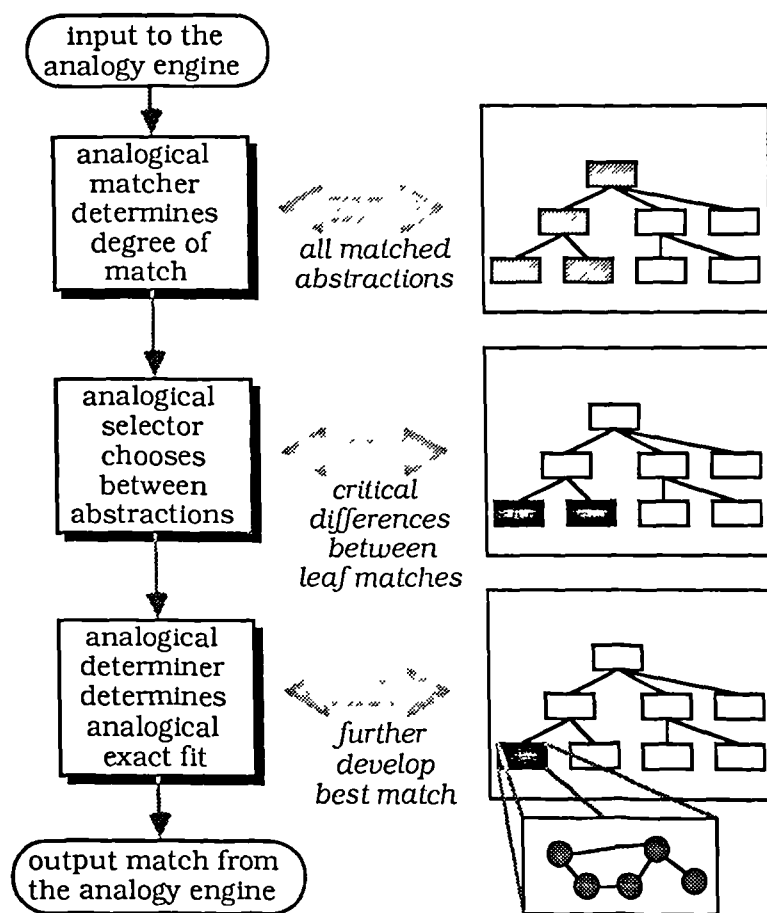 input to the
analogy engine
analogical
matcher
determines
degree of
match
all matched
abstractions
analogical
selector
chooses
between
abstractions
critical
differences
between
leaf matches
analogical
determiner
determines
analogical
exact fit
further
develop
best match
output match from
the analogy engine